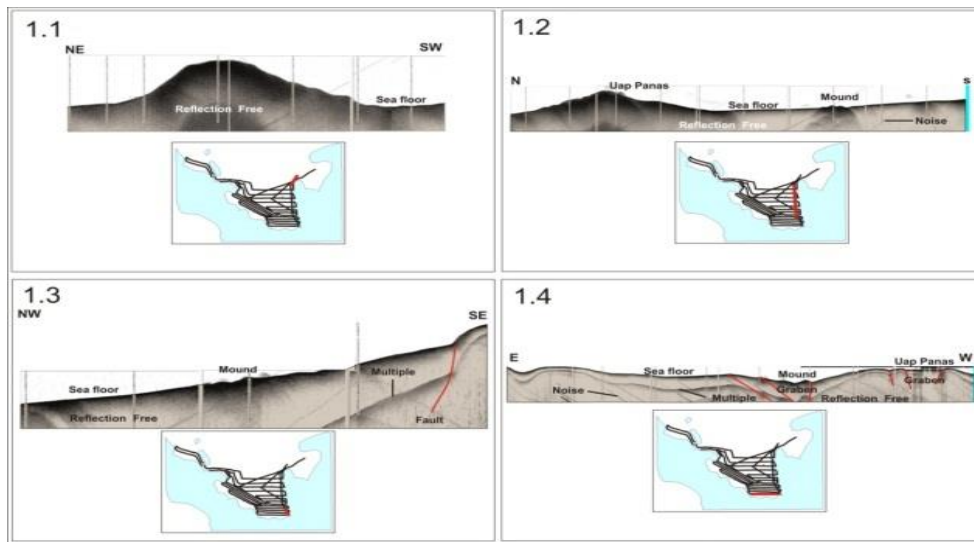 1.1
NE
SW
Reflection Free
Sea floor
1.2
N
S
Uap Panas
Sea floor
Mound
Reflection Free
Noise
1.3
NW
SE
Mound
Multiple
Sea floor
Reflection Free
Fault
1.4
E
W
Uap Panas
Sea floor
Mound
Graben
Graben
Noise
Multiple
Reflection Free